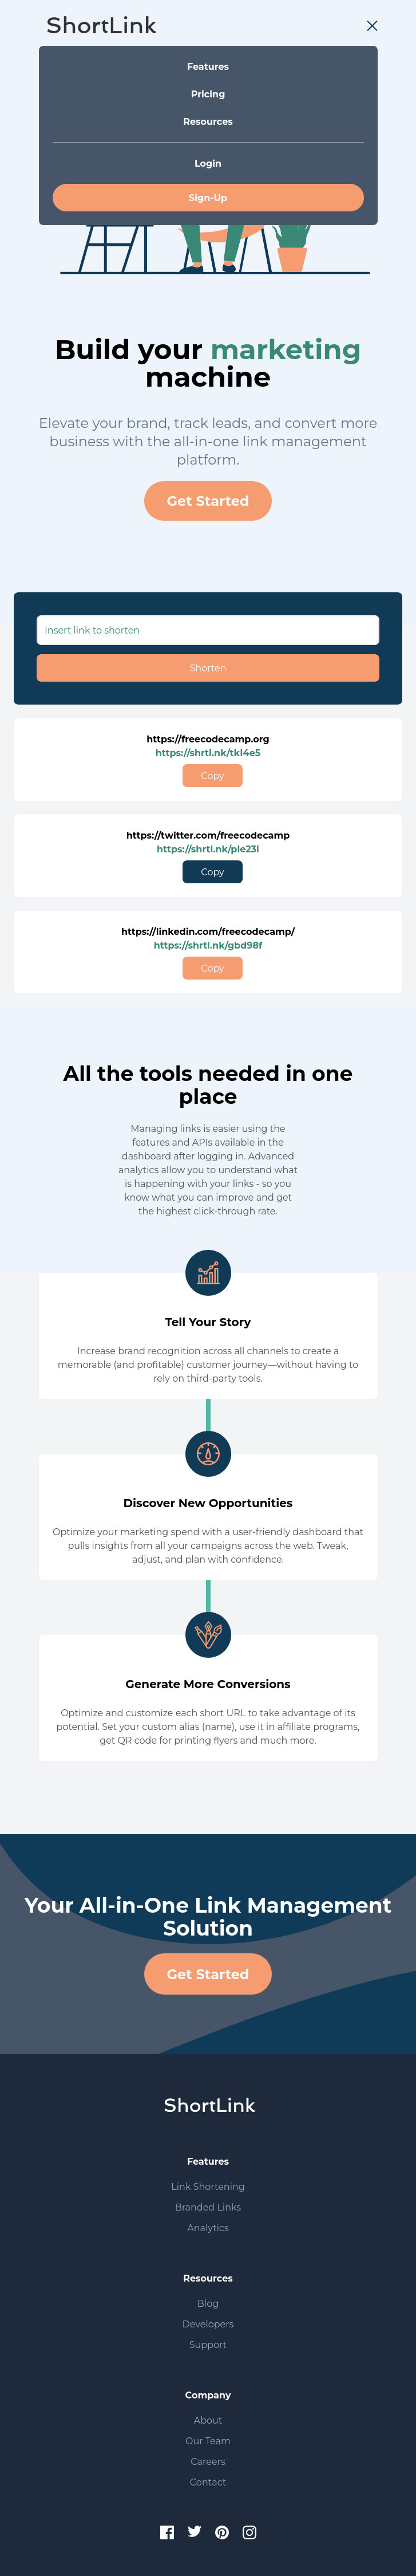 ShortLink
Features
Pricing
Resources
Login
Sign-Up
Build your marketing
machine
Elevate your brand, track leads, and convert more
business with the all-in-one link management
platform.
Get Started
Insert link to shorten
Shorten
https://freecodecamp.org
https://shrtl.nk/tkl4e5
Copy
https://twitter.com/freecodecamp
https://shrtl.nk/ple23i
Copy
https://linkedin.com/freecodecamp/
https://shrtl.nk/gbd98f
Copy
All the tools needed in one
place
Managing links is easier using the
features and APIs available in the
dashboard after logging in. Advanced
analytics allow you to understand what
is happening with your links - so you
know what you can improve and get
the highest click-through rate.
Tell Your Story
Increase brand recognition across all channels to create a
memorable (and profitable) customer journey—without having to
rely on third-party tools.
Discover New Opportunities
Optimize your marketing spend with a user-friendly dashboard that
pulls insights from all your campaigns across the web. Tweak,
adjust, and plan with confidence.
Generate More Conversions
Optimize and customize each short URL to take advantage of its
potential. Set your custom alias (name), use it in affiliate programs,
get QR code for printing flyers and much more.
Your All-in-One Link Management
Solution
Get Started
ShortLink
Features
Link Shortening
Branded Links
Analytics
Resources
Blog
Developers
Support
Company
About
Our Team
Careers
Contact